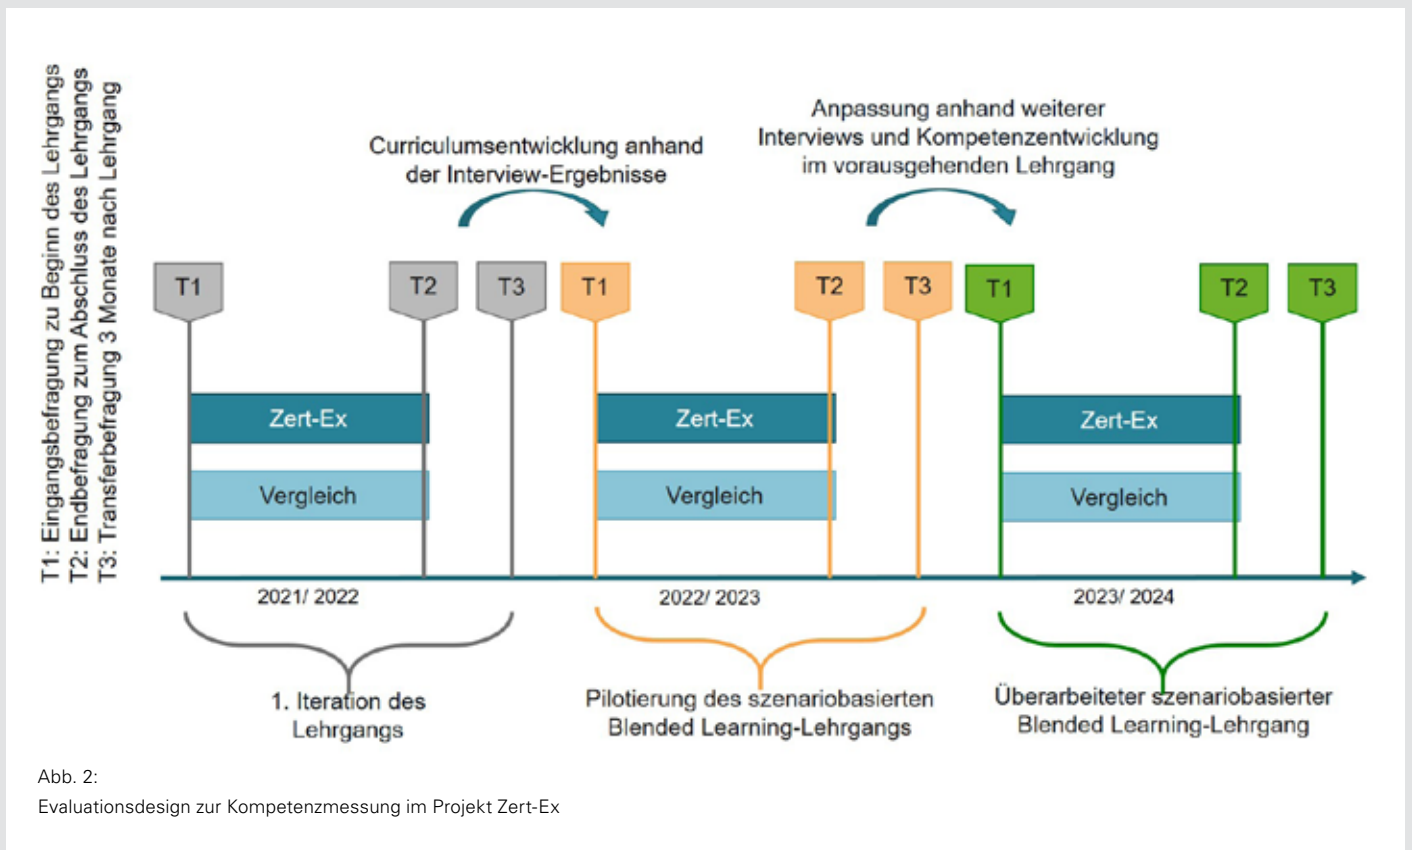 T1: Eingangsbefragung zu Beginn des Lehrgangs
T2: Endbefragung zum Abschluss des Lehrgangs
T3: Transferbefragung 3 Monate nach Lehrgang
Curriculumsentwicklung anhand
der Interview-Ergebnisse
Anpassung anhand weiterer
Interviews und Kompetenzentwicklung
im vorausgehenden Lehrgang
T1
T2
T3
T1
T2
T3
T1
T2
T3
Zert-Ex
Zert-Ex
Zert-Ex
Vergleich
Vergleich
Vergleich
2021/ 2022
2022/ 2023
2023/ 2024
1. Iteration des
Lehrgangs
Pilotierung des szenariobasierten
Blended Learning-Lehrgangs
Überarbeiteter szenariobasierter
Blended Learning-Lehrgang
Abb. 2:
Evaluationsdesign zur Kompetenzmessung im Projekt Zert-Ex